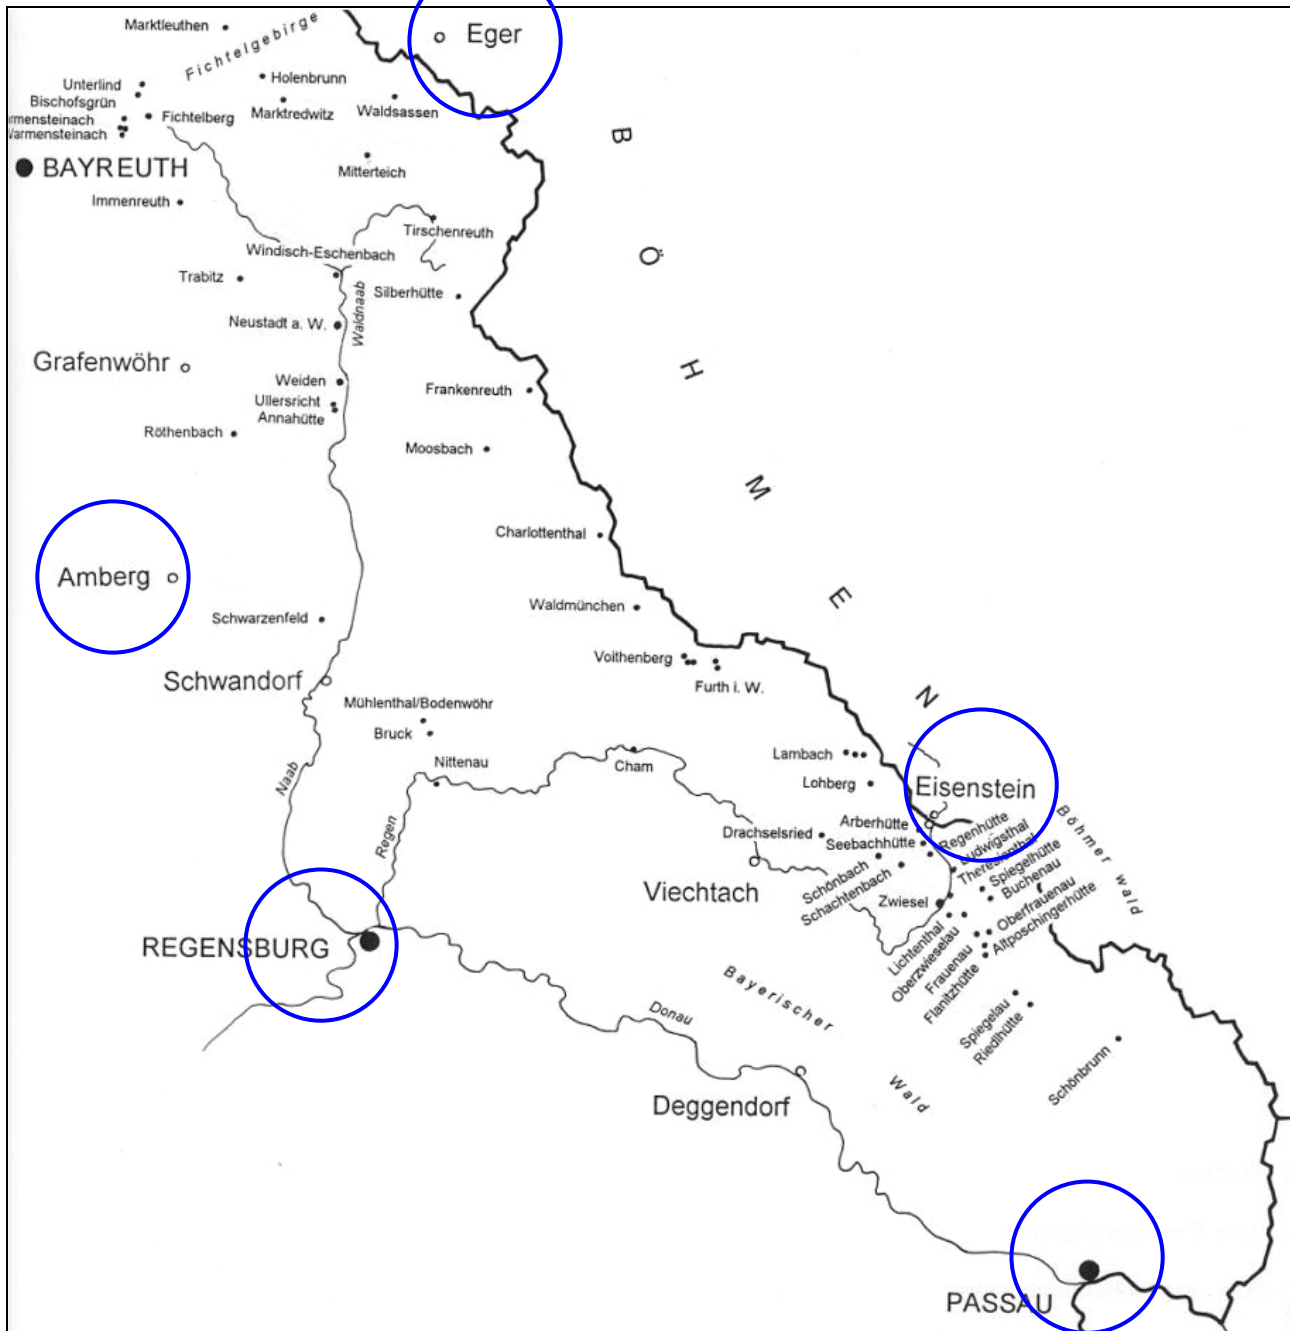 Marktleuthen
Fichtelgebirge
Eger
Unterlind
Holenbrunn
Bischofsgrün
Marktredwitz
Waldsassen
rmensteinach
Fichtelberg
Warmensteinach
B
BAYREUTH
Mitterteich
Immenreuth
Tirschenreuth
Windisch-Eschenbach
Ö
Trabitz
Silberhütte
Waldnaab
Neustadt a. W.
Grafenwöhr
H
Weiden
Frankenreuth
Ullersricht
Annahütte
Röthenbach
Moosbach
M
Charlottenthal
Amberg
E
Waldmünchen
Schwarzenfeld
Voithenberg
Schwandorf
Furth i. W.
N
Mühlenthal/Bodenwöhr
Bruck
Lambach
Nittenau
Cham
Naab
Lohberg
Eisenstein
Regen
Drachselsried
Arberhütte
Regenhütte
Böhmer wald
Seebachhütte
Ludwigsthal
Theresienthal
Schönbach
Spiegelhütte
Schachtenbach
Buchenau
Viechtach
Zwiesel
Oberfrauenau
Altposchingerhütte
REGENSBURG
Lichtenthal
Oberzwieselau
Frauenau
Flanitzhütte
Bayerischer
Wald
Donau
Spiegelau
Riedlhütte
Schönbrunn
Deggendorf
PASSAU